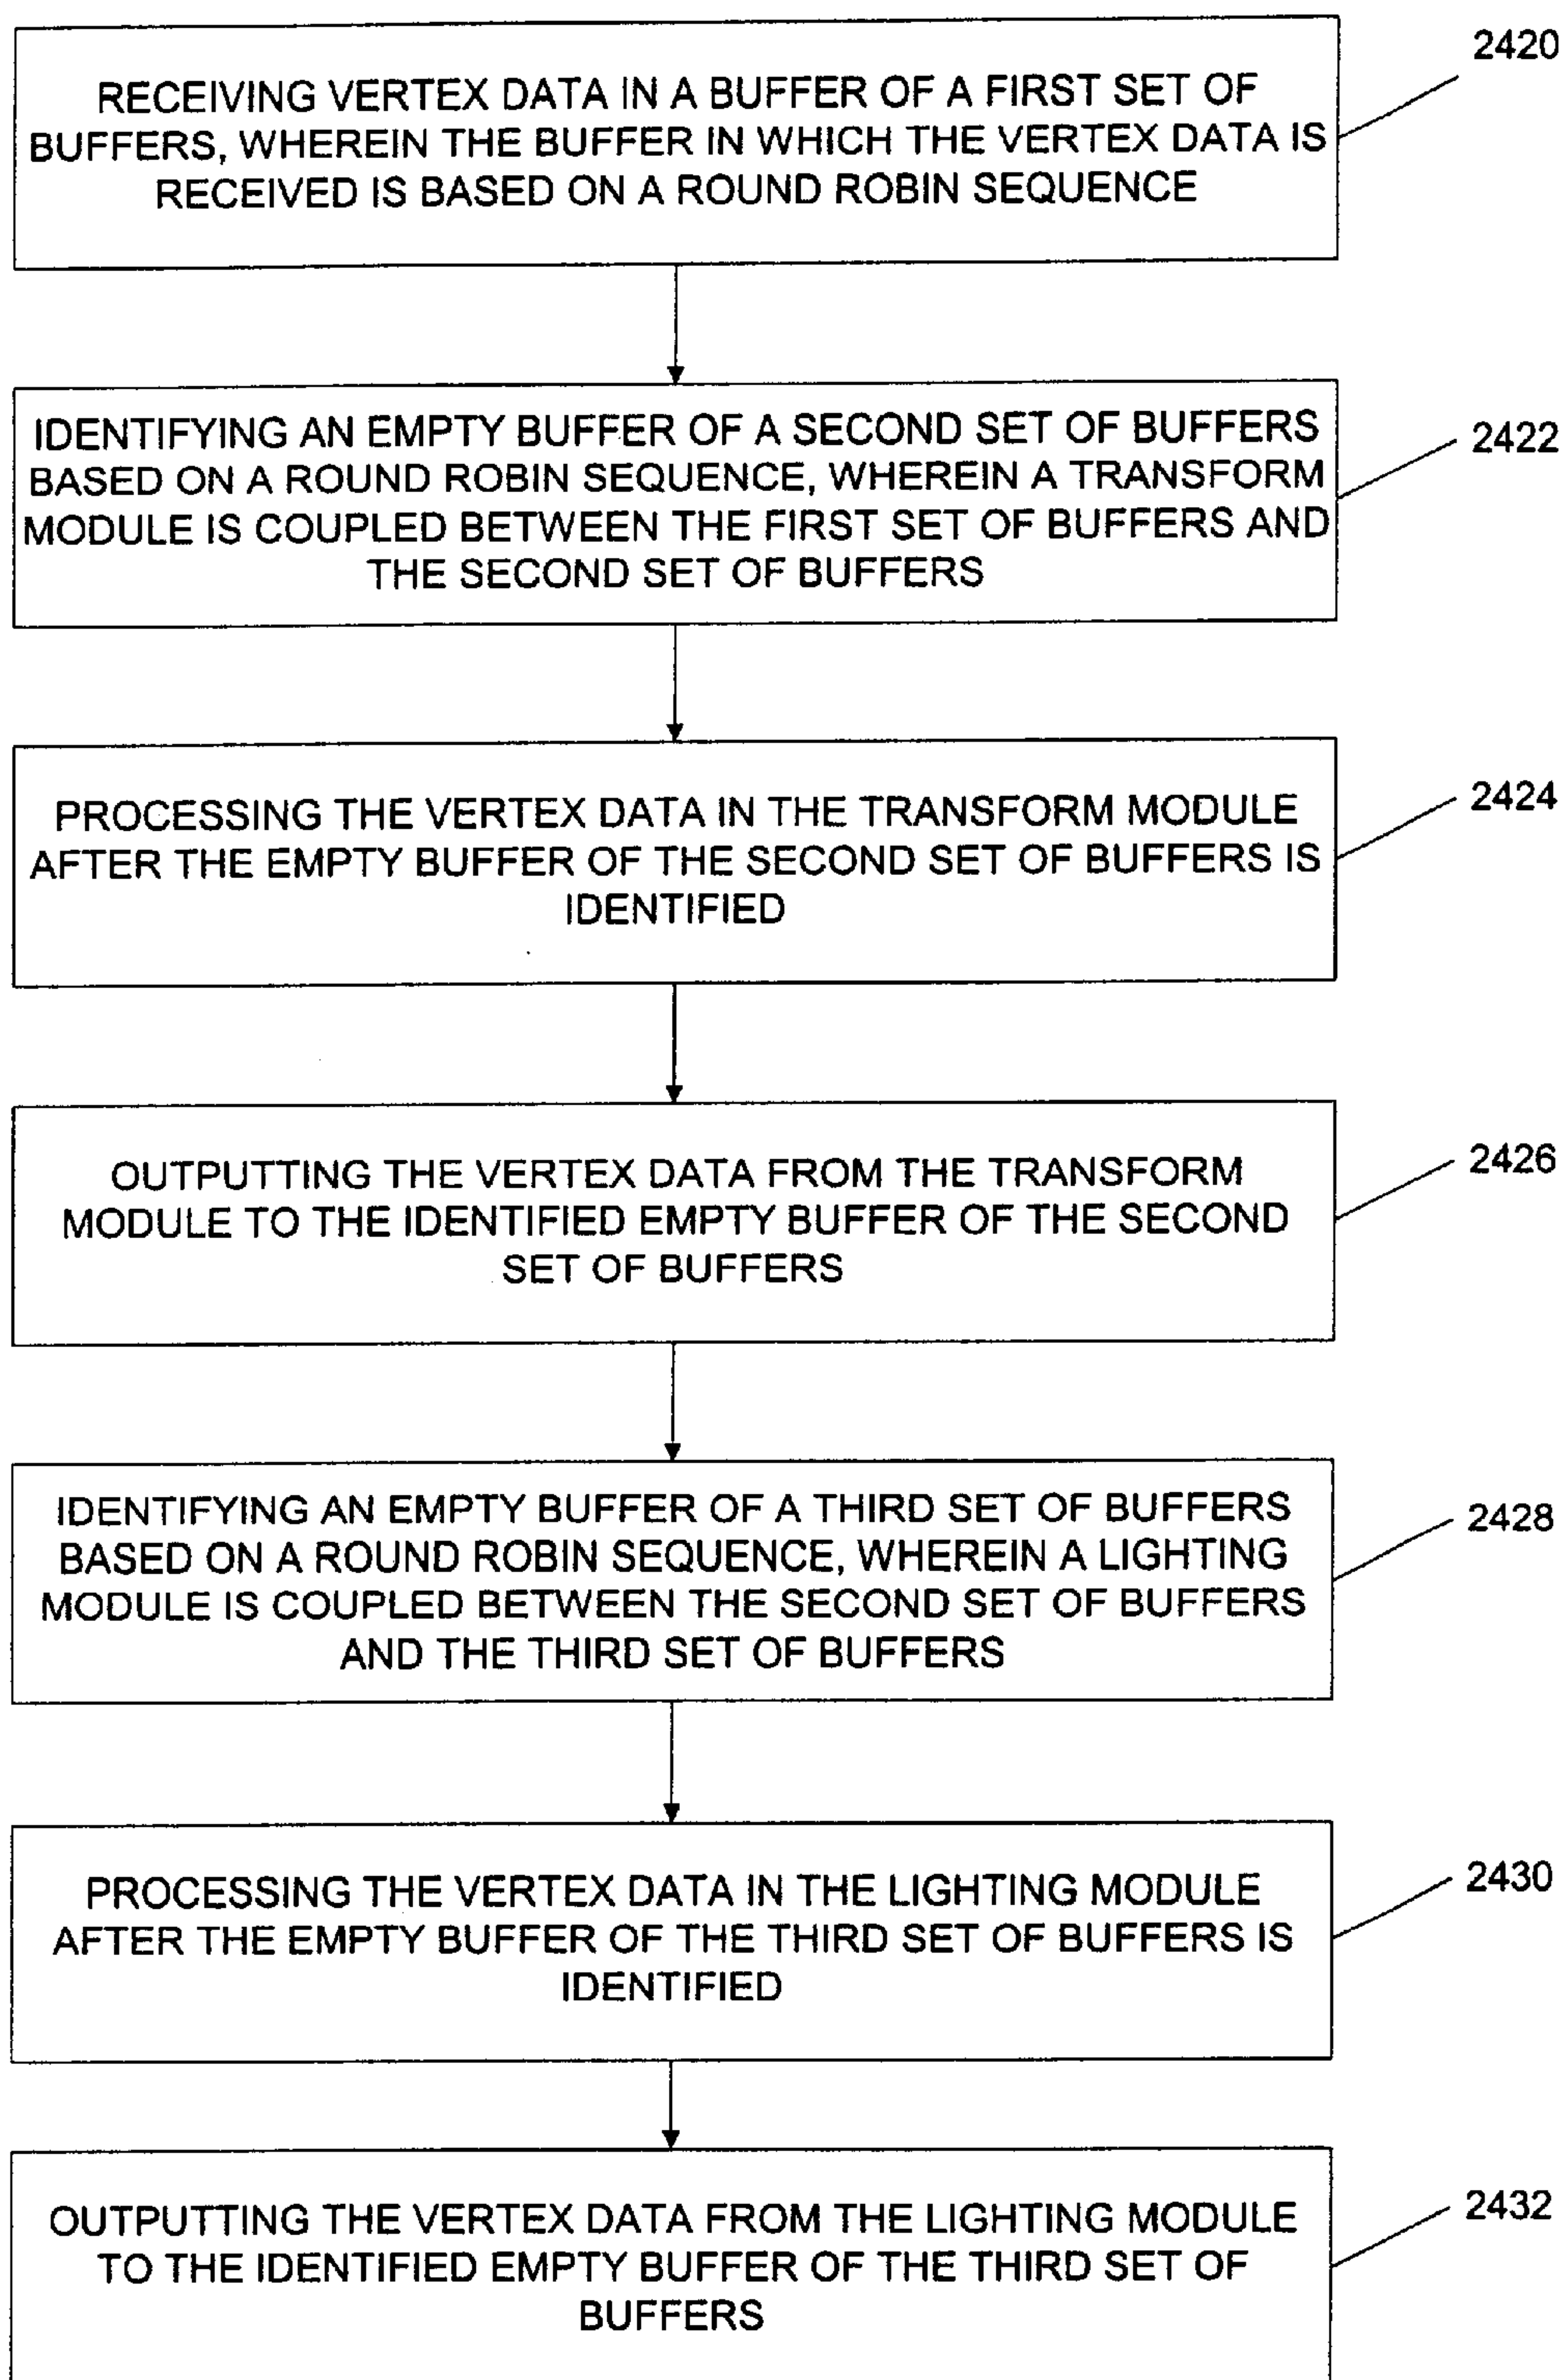 2420
RECEIVING VERTEX DATA IN A BUFFER OF A FIRST SET OF
BUFFERS, WHEREIN THE BUFFER IN WHICH THE VERTEX DATA IS
RECEIVED IS BASED ON A ROUND ROBIN SEQUENCE
2422
IDENTIFYING AN EMPTY BUFFER OF A SECOND SET OF BUFFERS
BASED ON A ROUND ROBIN SEQUENCE, WHEREIN A TRANSFORM
MODULE IS COUPLED BETWEEN THE FIRST SET OF BUFFERS AND
THE SECOND SET OF BUFFERS
2424
PROCESSING THE VERTEX DATA IN THE TRANSFORM MODULE
AFTER THE EMPTY BUFFER OF THE SECOND SET OF BUFFERS IS
IDENTIFIED
2426
OUTPUTTING THE VERTEX DATA FROM THE TRANSFORM
MODULE TO THE IDENTIFIED EMPTY BUFFER OF THE SECOND
SET OF BUFFERS
2428
IDENTIFYING AN EMPTY BUFFER OF A THIRD SET OF BUFFERS
BASED ON A ROUND ROBIN SEQUENCE, WHEREIN A LIGHTING
MODULE IS COUPLED BETWEEN THE SECOND SET OF BUFFERS
AND THE THIRD SET OF BUFFERS
2430
PROCESSING THE VERTEX DATA IN THE LIGHTING MODULE
AFTER THE EMPTY BUFFER OF THE THIRD SET OF BUFFERS IS
IDENTIFIED
2432
OUTPUTTING THE VERTEX DATA FROM THE LIGHTING MODULE
TO THE IDENTIFIED EMPTY BUFFER OF THE THIRD SET OF
BUFFERS